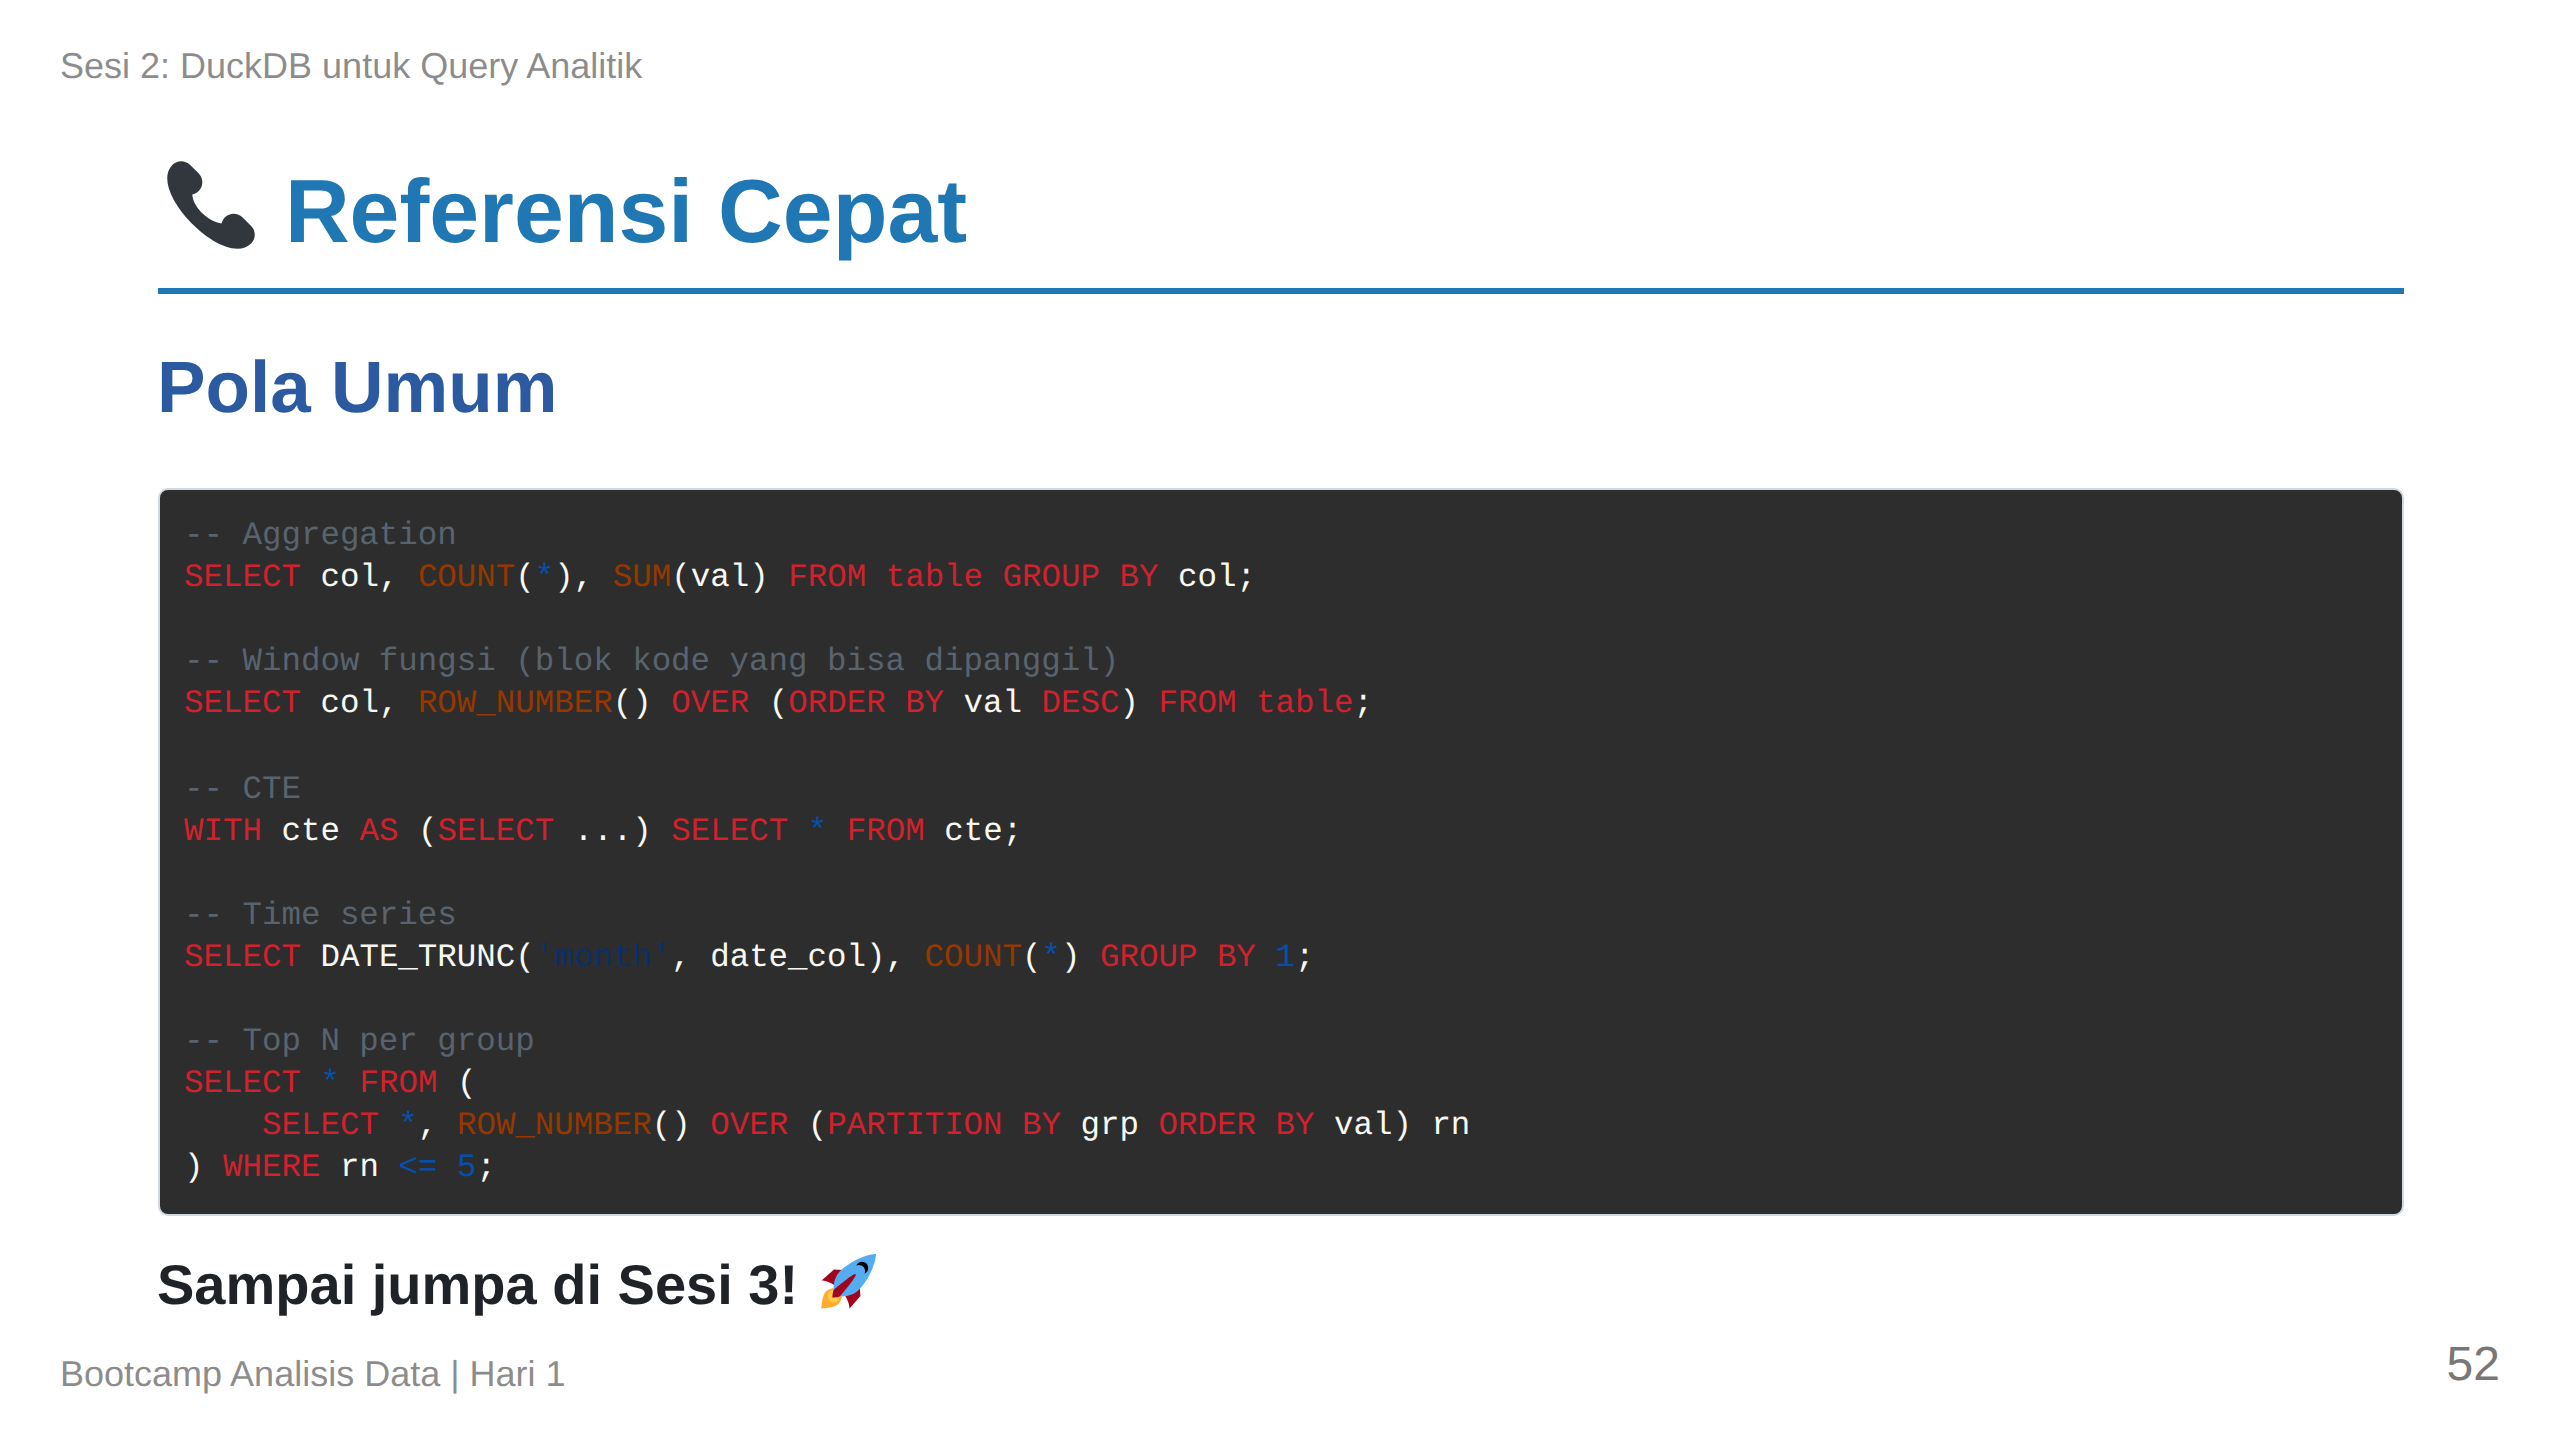 Sesi 2: DuckDB untuk Query Analitik
📞 Referensi Cepat
Pola Umum
-- Aggregation
SELECT col, COUNT(*), SUM(val) FROM table GROUP BY col;
-- Window fungsi (blok kode yang bisa dipanggil)
SELECT col, ROW_NUMBER() OVER (ORDER BY val DESC) FROM table;
-- CTE
WITH cte AS (SELECT ...) SELECT * FROM cte;
-- Time series
SELECT DATE_TRUNC('month', date_col), COUNT(*) GROUP BY 1;
-- Top N per group
SELECT * FROM (
    SELECT *, ROW_NUMBER() OVER (PARTITION BY grp ORDER BY val) rn
) WHERE rn <= 5;
Sampai jumpa di Sesi 3! 🚀
Bootcamp Analisis Data | Hari 1
52